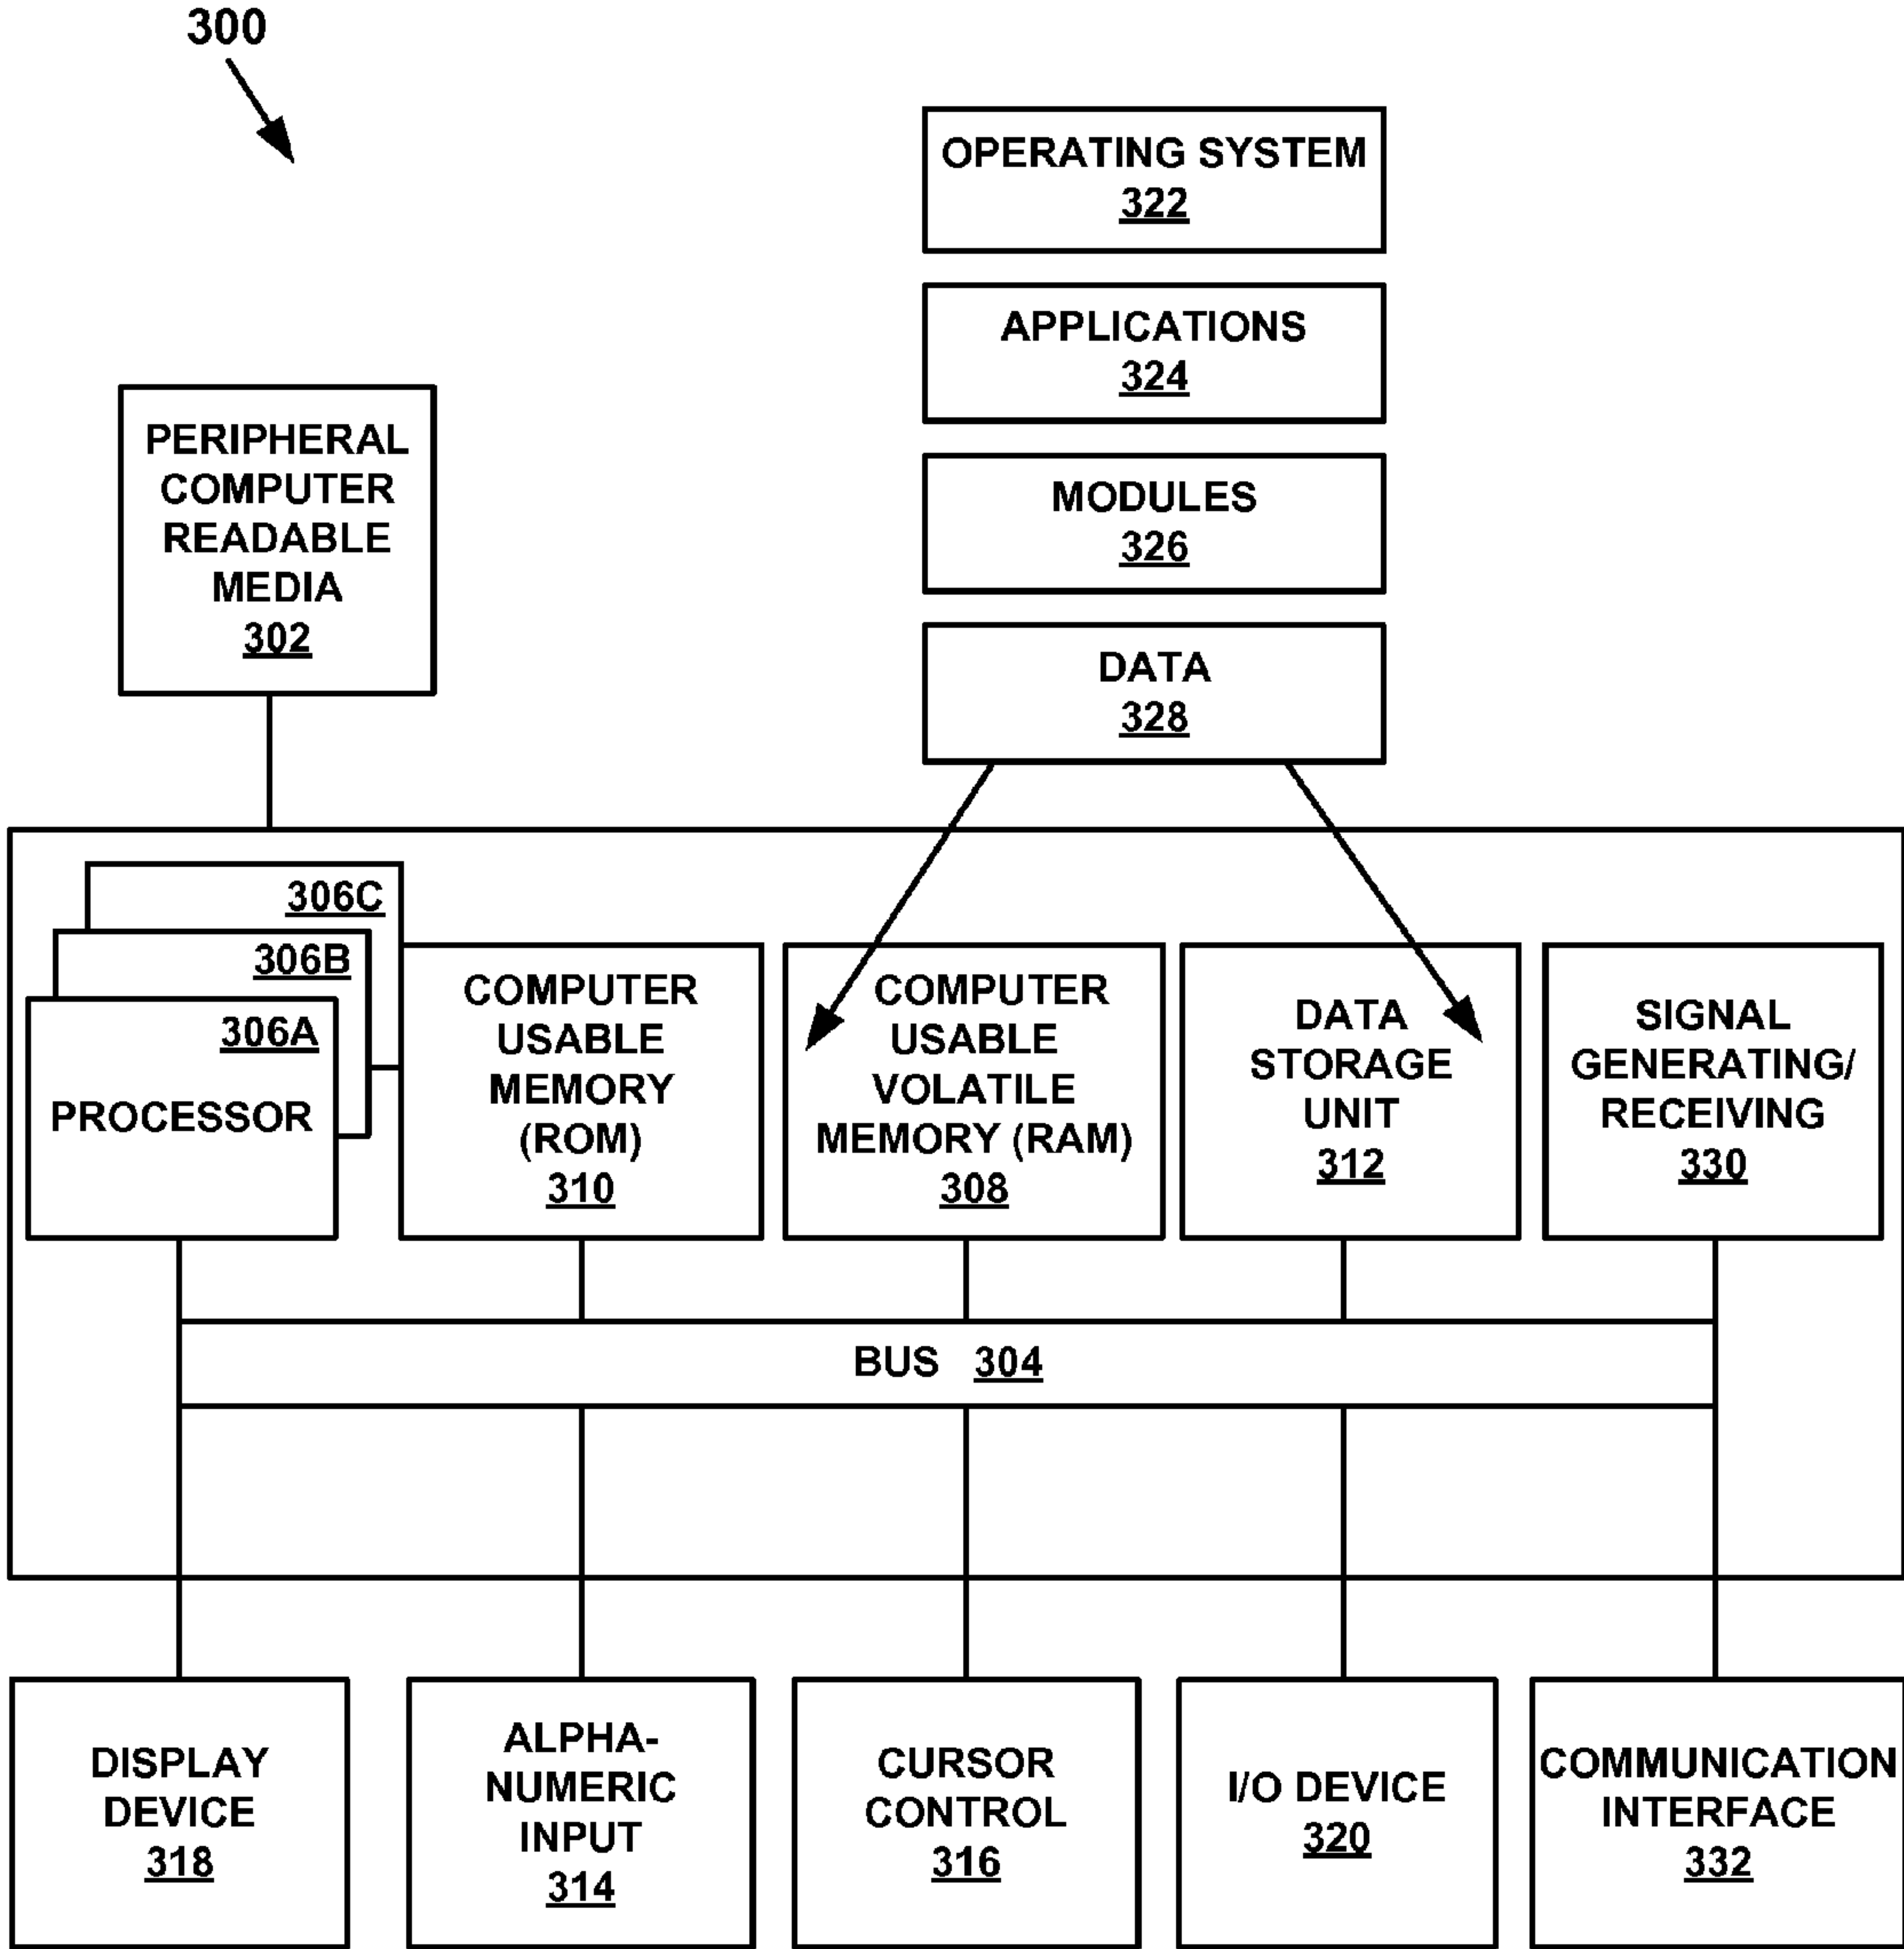 300
OPERATING SYSTEM
322
APPLICATIONS
324
MODULES
326
DATA
328
PERIPHERAL
COMPUTER
READABLE
MEDIA
302
306C
306B
306A
PROCESSOR
COMPUTER
USABLE
MEMORY
(ROM)
310
COMPUTER
USABLE
VOLATILE
MEMORY (RAM)
308
DATA
STORAGE
UNIT
312
SIGNAL
GENERATING/
RECEIVING
330
BUS 304
DISPLAY
DEVICE
318
ALPHA-
NUMERIC
INPUT
314
CURSOR
CONTROL
316
I/O DEVICE
320
COMMUNICATION
INTERFACE
332